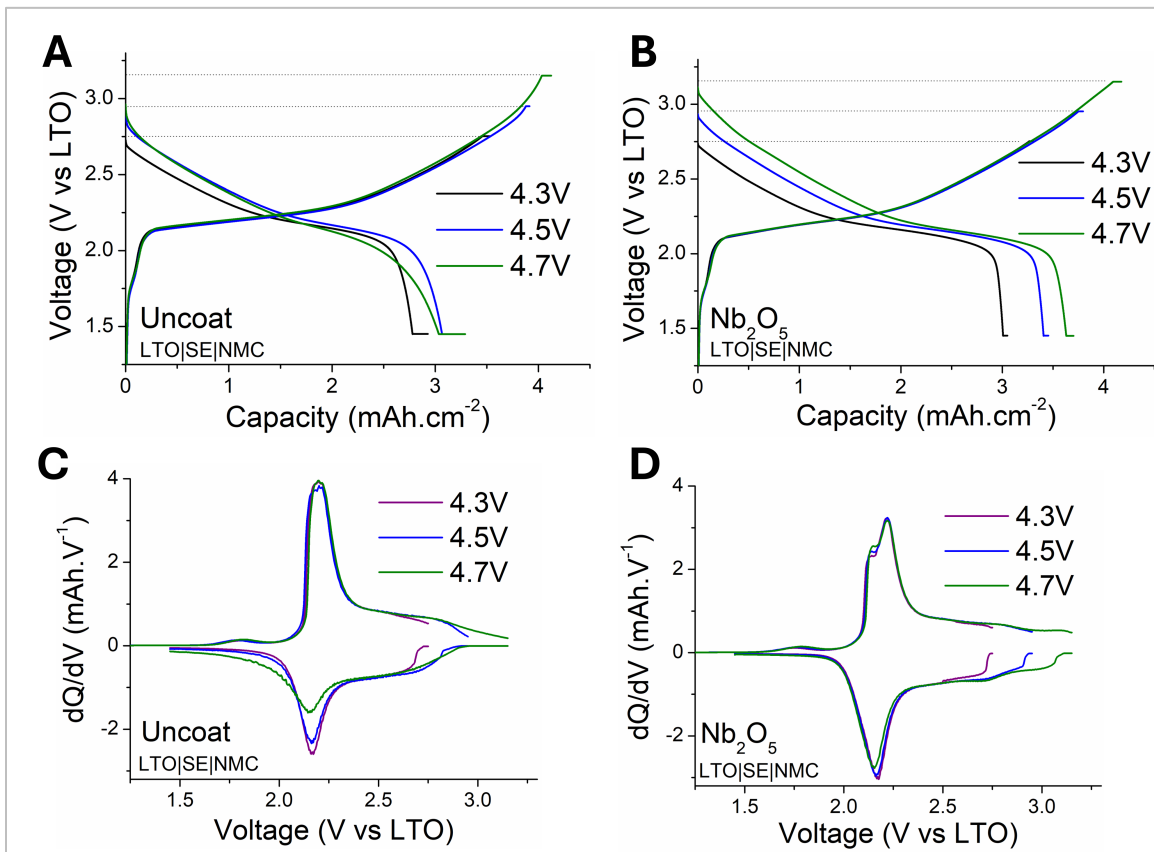 A
Voltage (V vs LTO)
3.0
2.5
2.0
1.5
4.3V
4.5V
4.7V
Uncoat
LTO|SE|NMC
0 1 2 3 4
Capacity (mAh.cm⁻²)
B
Voltage (V vs LTO)
3.0
2.5
2.0
1.5
4.3V
4.5V
4.7V
Nb₂O₅
LTO|SE|NMC
0 1 2 3 4
Capacity (mAh.cm⁻²)
C
dQ/dV (mAh.V⁻¹)
4
2
0
-2
4.3V
4.5V
4.7V
Uncoat
LTO|SE|NMC
1.5 2.0 2.5 3.0
Voltage (V vs LTO)
D
dQ/dV (mAh.V⁻¹)
4
2
0
-2
4.3V
4.5V
4.7V
Nb₂O₅
LTO|SE|NMC
1.5 2.0 2.5 3.0
Voltage (V vs LTO)